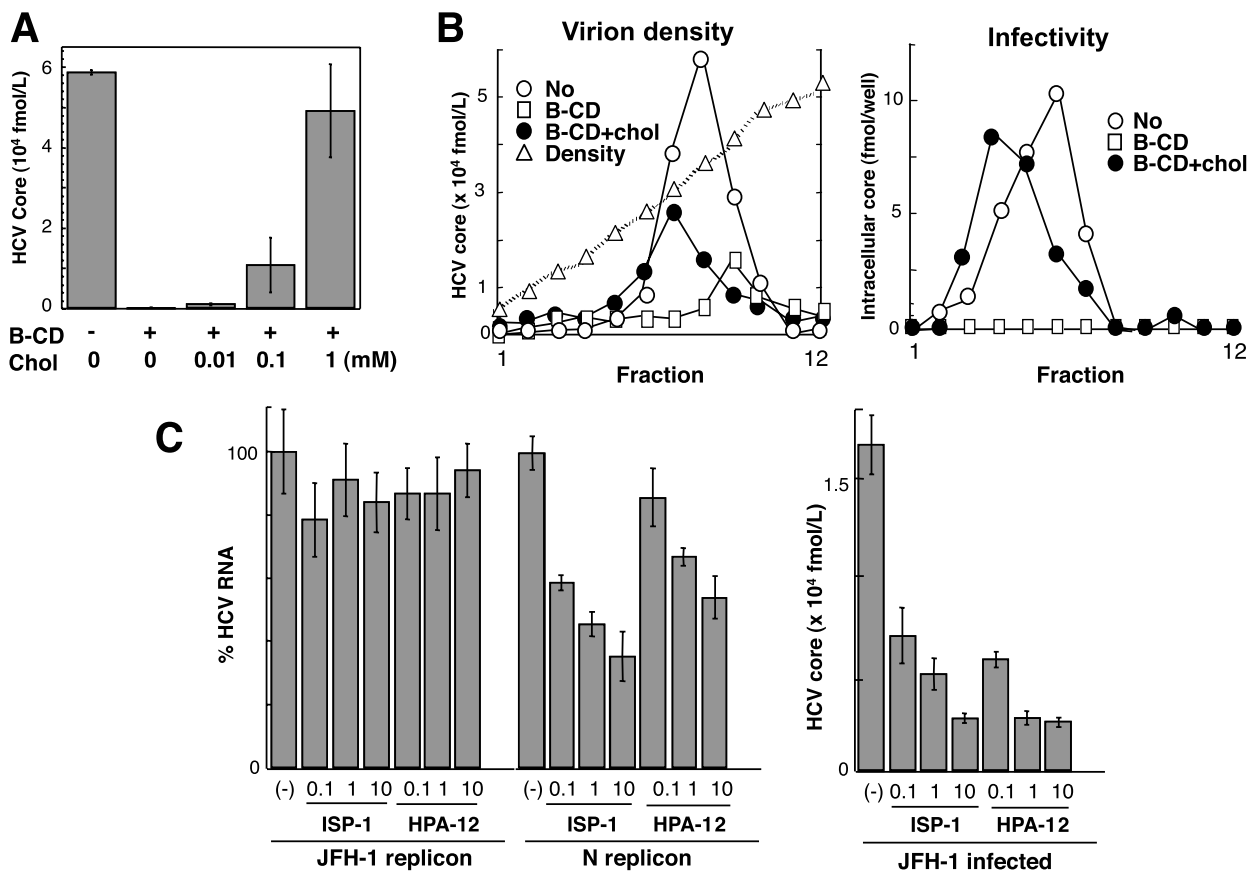 A
HCV Core (10⁴ fmol/L)
6
4
2
0
B-CD - + + + +
Chol 0 0 0.01 0.1 1 (mM)
B
Virion density
HCV core (x 10⁴ fmol/L)
5
3
1
0
No
B-CD
B-CD+chol
Density
1 12
Fraction
Infectivity
Intracellular core (fmol/well)
10
5
0
No
B-CD
B-CD+chol
1 12
Fraction
C
% HCV RNA
100
0
(-) 0.1 1 10 0.1 1 10
ISP-1 HPA-12
JFH-1 replicon
(-) 0.1 1 10 0.1 1 10
ISP-1 HPA-12
N replicon
HCV core (x 10⁴ fmol/L)
1.5
0
(-) 0.1 1 10 0.1 1 10
ISP-1 HPA-12
JFH-1 infected